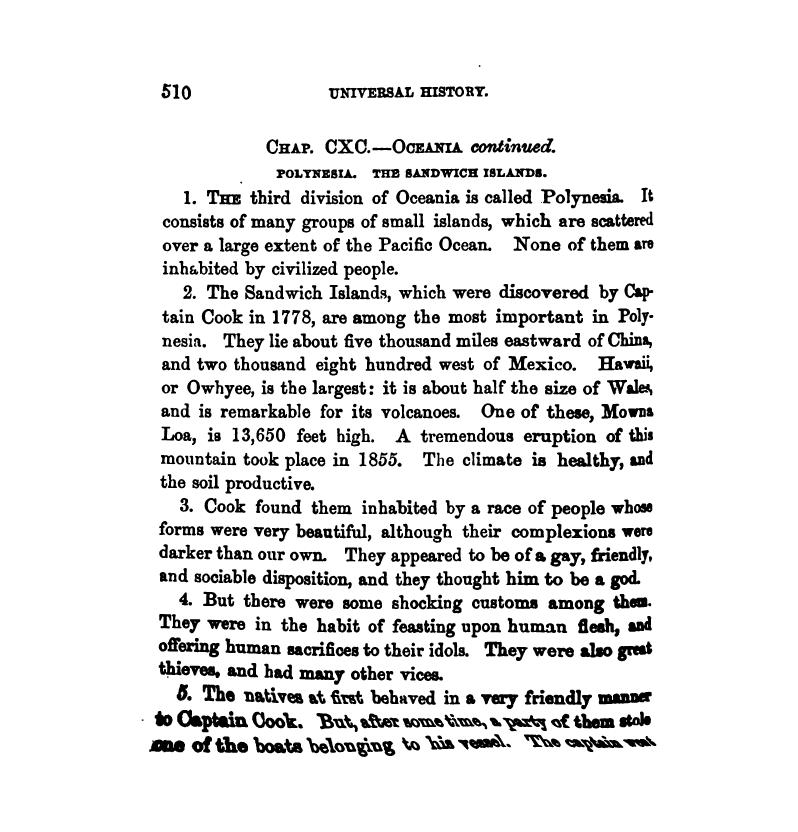 510 UNIVERSAL HISTORY.
CHAP. CXC.—OCEANIA continued.
POLYNESIA. THE SANDWICH ISLANDS.
1. THE third division of Oceania is called Polynesia. It
consists of many groups of small islands, which are scattered
over a large extent of the Pacific Ocean. None of them are
inhabited by civilized people.
2. The Sandwich Islands, which were discovered by Cap-
tain Cook in 1778, are among the most important in Poly-
nesia. They lie about five thousand miles eastward of China,
and two thousand eight hundred west of Mexico. Hawaii,
or Owhyee, is the largest: it is about half the size of Wales,
and is remarkable for its volcanoes. One of these, Mowna
Loa, is 13,650 feet high. A tremendous eruption of this
mountain took place in 1855. The climate is healthy, and
the soil productive.
3. Cook found them inhabited by a race of people whose
forms were very beautiful, although their complexions were
darker than our own. They appeared to be of a gay, friendly,
and sociable disposition, and they thought him to be a god.
4. But there were some shocking customs among them.
They were in the habit of feasting upon human flesh, and
offering human sacrifices to their idols. They were also great
thieves, and had many other vices.
5. The natives at first behaved in a very friendly manner
to Captain Cook. But, after some time, a party of them stole
one of the boats belonging to his vessel. The captain went